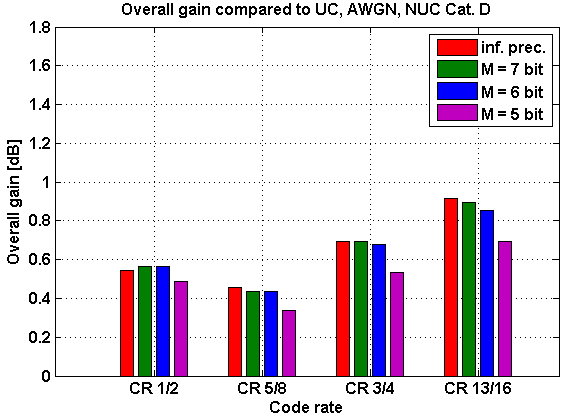 Overall gain compared to UC, AWGN, NUC Cat. D
1.8
1.6
1.4
1.2
1
0.8
0.6
0.4
0.2
0
Overall gain [dB]
inf. prec.
M = 7 bit
M = 6 bit
M = 5 bit
CR 1/2 CR 5/8 CR 3/4 CR 13/16
Code rate